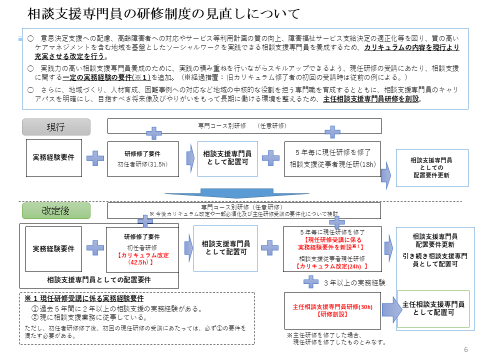 相談支援専門員の研修制度の見直しについて
○ 意思決定支援への配慮、高齢障害者への対応やサービス等利用計画の質の向上、障害福祉サービス支給決定の適正化等を図り、質の高い
ケアマネジメントを含む地域を基盤としたソーシャルワークを実践できる相談支援専門員を養成するため、カリキュラムの内容を現行より
充実させる改定を行う。
○ 実践力の高い相談支援専門員養成のために、実践の積み重ねを行いながらスキルアップできるよう、現任研修の受講にあたり、相談支援
に関する一定の実務経験の要件(※１)を追加。（経過措置：旧カリキュラム修了者の初回の受講時は従前の例による。）
○ さらに、地域づくり、人材育成、困難事例への対応など地域の中核的な役割を担う専門職を育成するとともに、相談支援専門員のキャリ
アパスを明確にし、目指すべき将来像及びやりがいをもって長期に働ける環境を整えるため、主任相談支援専門員研修を創設。
現行
専門コース別研修 （任意研修）
実務経験要件
研修修了要件
初任者研修(31.5h)
相談支援専門員
として配置可
５年毎に現任研修を修了
相談支援従事者現任研(18h)
相談支援専門員
としての
配置要件更新
改定後
専門コース別研修（任意研修）
※今後カリキュラム改定や一部必須化及び主任研修受講の要件化について検討
実務経験要件
研修修了要件
初任者研修
【カリキュラム改定
(42.5h)】
相談支援専門員としての配置要件
相談支援専門員
として配置可
５年毎に現任研修を修了
【現任研修受講に係る
実務経験要件を新設※１】
相談支援従事者現任研修
【カリキュラム改定(24h)】
相談支援専門員
配置要件更新
引き続き相談支援専門
員として配置可
３年以上の実務経験
主任相談支援専門員研修(30h)
【研修創設】
主任相談支援専門員
として配置可
※主任研修を修了した場合、
現任研修を修了したものとみなす。
※１現任研修受講に係る実務経験要件
①過去５年間に２年以上の相談支援の実務経験がある。
②現に相談支援業務に従事している。
ただし、初任者研修修了後、初回の現任研修の受講にあたっては、必ず①の要件を
満たす必要がある。
6